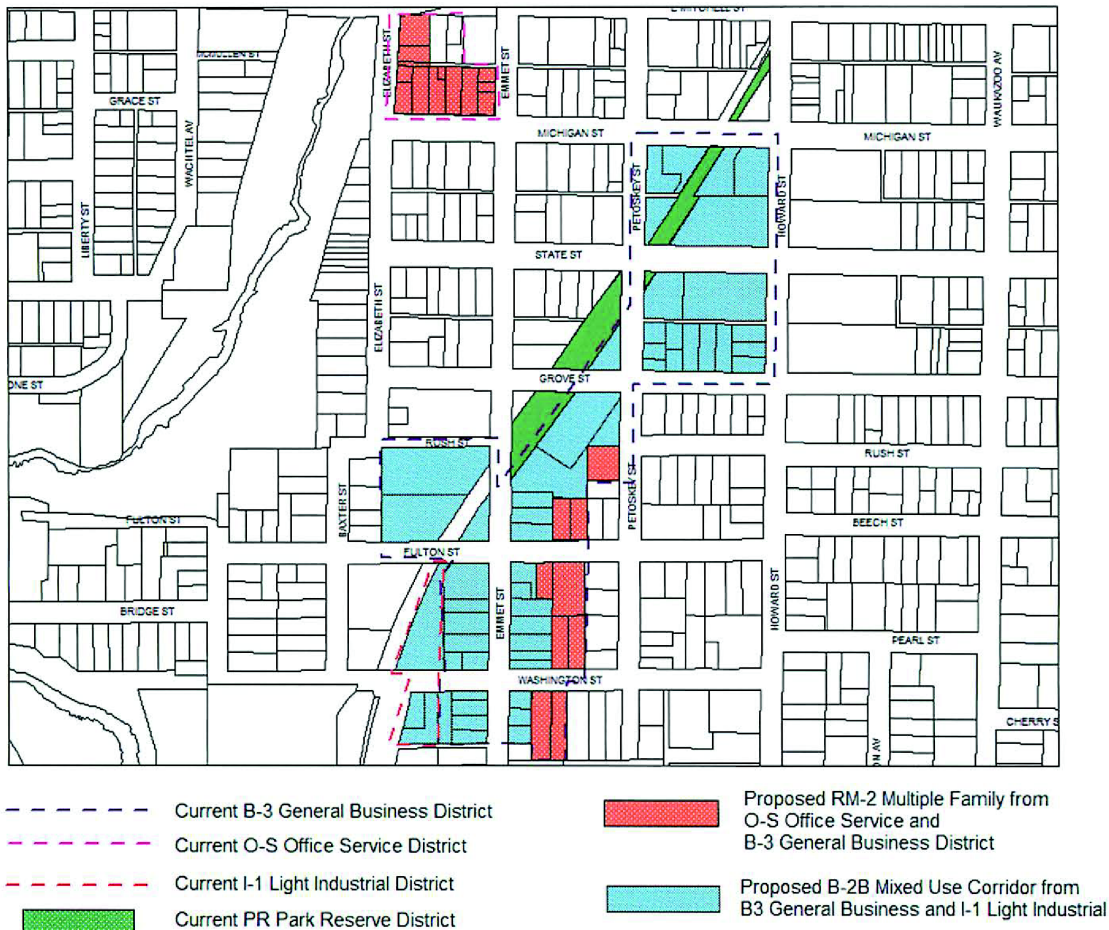 E MITCHELL ST
ELIZABETH ST
EMMET ST
WAUKAZOO AV
MCMULLEN ST
GRACE ST
MICHIGAN ST
MICHIGAN ST
WACHTEL AV
PETOSKEY ST
HOWARD ST
LIBERTY ST
STATE ST
ELIZABETH ST
GROVE ST
ONE ST
RUSH ST
RUSH ST
PETOSKEY ST
BAXTER ST
FULTON ST
BEECH ST
FULTON ST
EMMET ST
HOWARD ST
BRIDGE ST
PEARL ST
WASHINGTON ST
CHERRY S
ON AV
Current B-3 General Business District
Current O-S Office Service District
Current I-1 Light Industrial District
Current PR Park Reserve District
Proposed RM-2 Multiple Family from
O-S Office Service and
B-3 General Business District
Proposed B-2B Mixed Use Corridor from
B3 General Business and I-1 Light Industrial